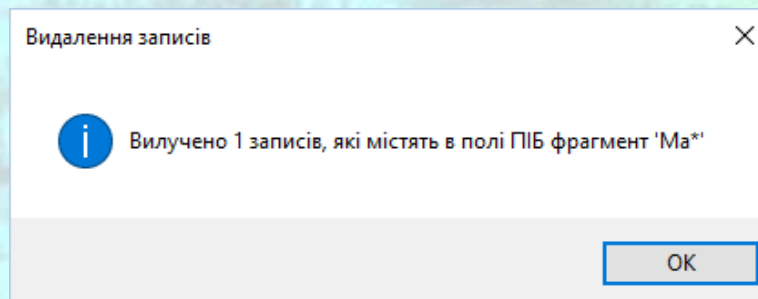 Видалення записів
Вилучено 1 записів, які містять в полі ПІБ фрагмент 'Ма*'
OK